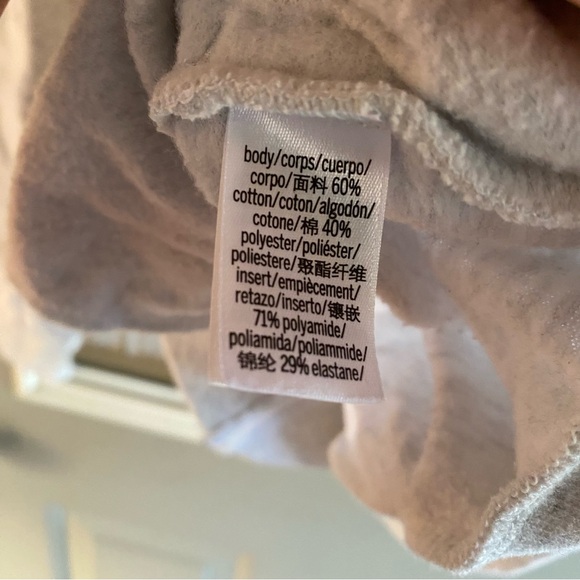 body/corps/cuerpo/
corpo/面料 60%
cotton/coton/algodón/
cotone/棉 40%
polyester/poliéster/
poliestere/聚酯纤维
insert/empiècement/
retazo/inserto/镶嵌
71% polyamide/
poliamida/poliammide/
锦纶 29% elastane/